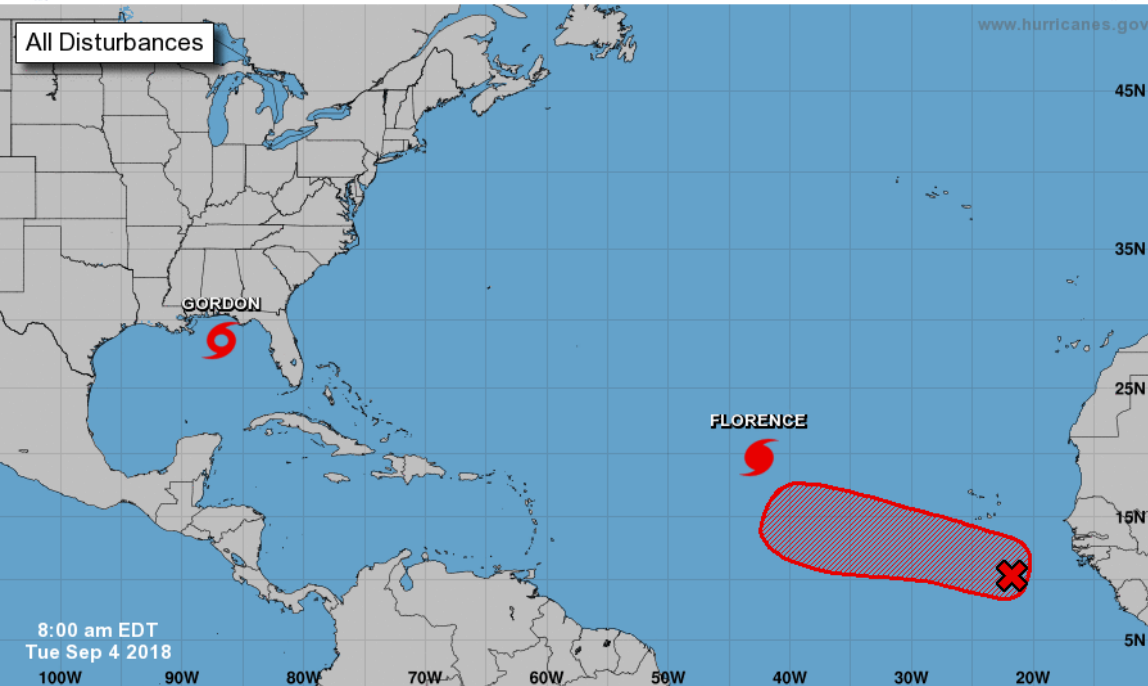 All Disturbances
www.hurricanes.gov
45N
35N
GORDON
25N
FLORENCE
15N
8:00 am EDT
Tue Sep 4 2018
5N
100W 90W 80W 70W 60W 50W 40W 30W 20W